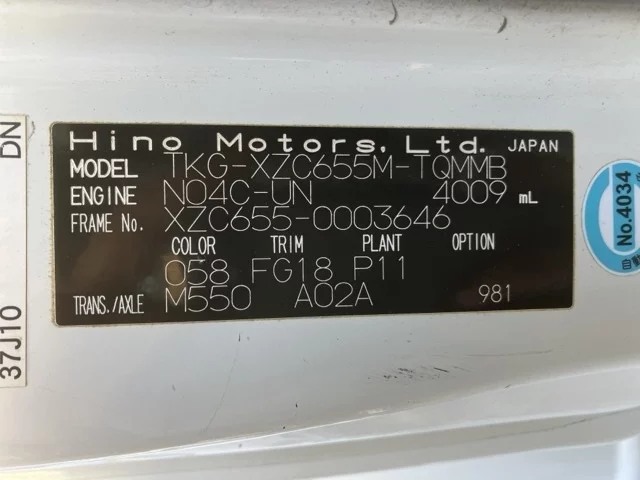 Hino Motors, Ltd. JAPAN
MODEL TKG-XZC655M-TQMMB
ENGINE N04C-UN 4009 mL
FRAME No. XZC655-0003646
COLOR TRIM PLANT OPTION
058 FG18 P11
TRANS./AXLE M550 A02A 981
DN
37J10
No.4034